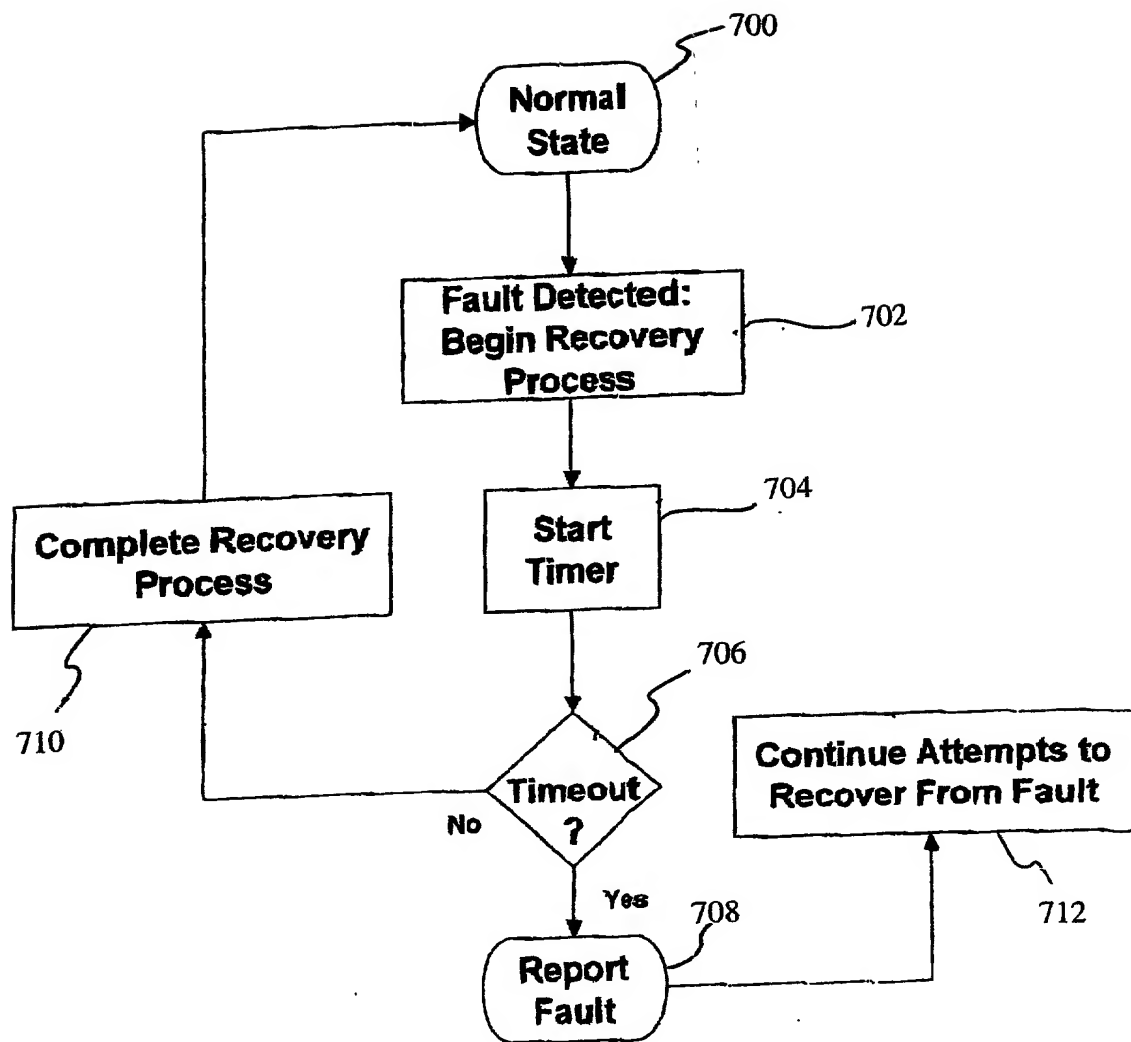 700
Normal
State
Fault Detected:
Begin Recovery
Process
702
704
Start
Timer
Complete Recovery
Process
710
706
Timeout
?
No
Yes
Continue Attempts to
Recover From Fault
712
708
Report
Fault